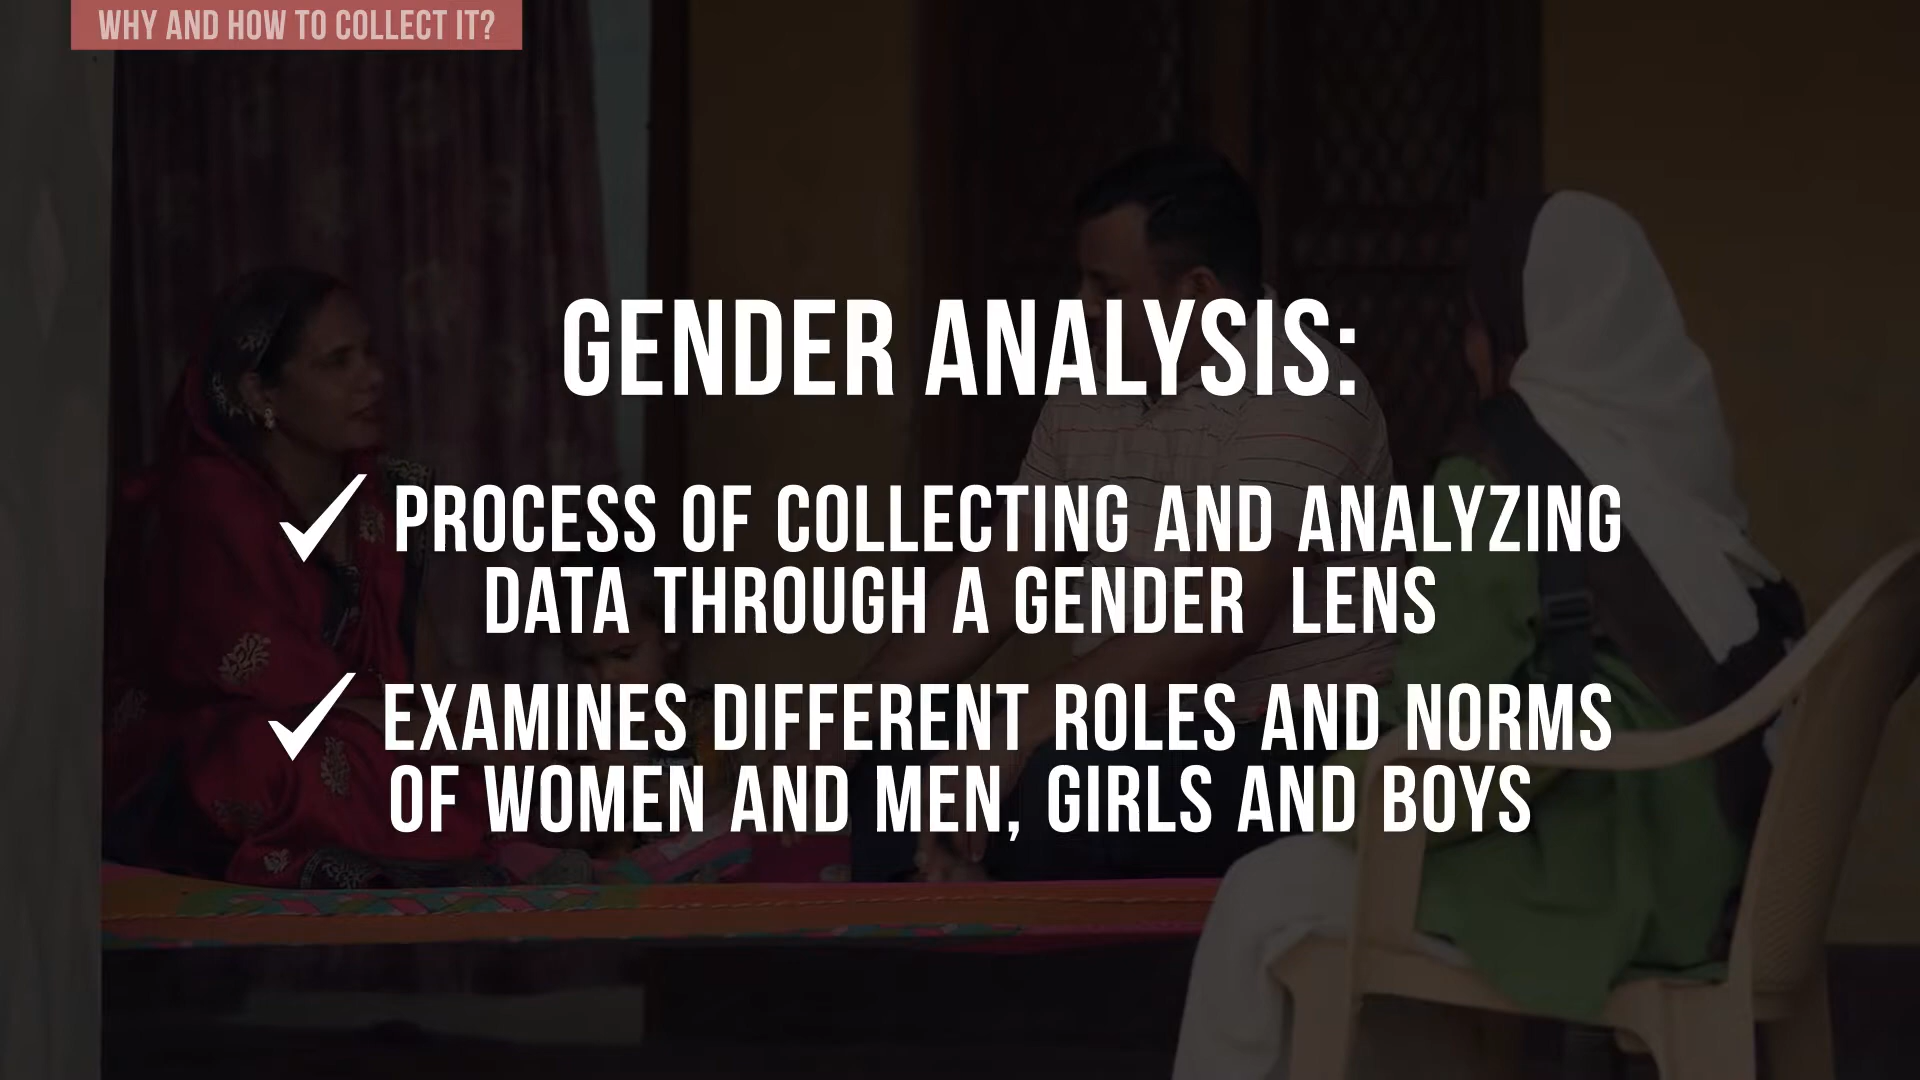 WHY AND HOW TO COLLECT IT?
GENDER ANALYSIS:
✓ PROCESS OF COLLECTING AND ANALYZING
DATA THROUGH A GENDER LENS
✓ EXAMINES DIFFERENT ROLES AND NORMS
OF WOMEN AND MEN, GIRLS AND BOYS